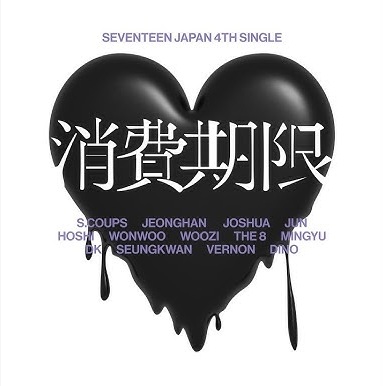 SEVENTEEN JAPAN 4TH SINGLE
消費期限
S.COUPS JEONGHAN JOSHUA JUN
HOSHI WONWOO WOOZI THE 8 MINGYU
DK SEUNGKWAN VERNON DINO